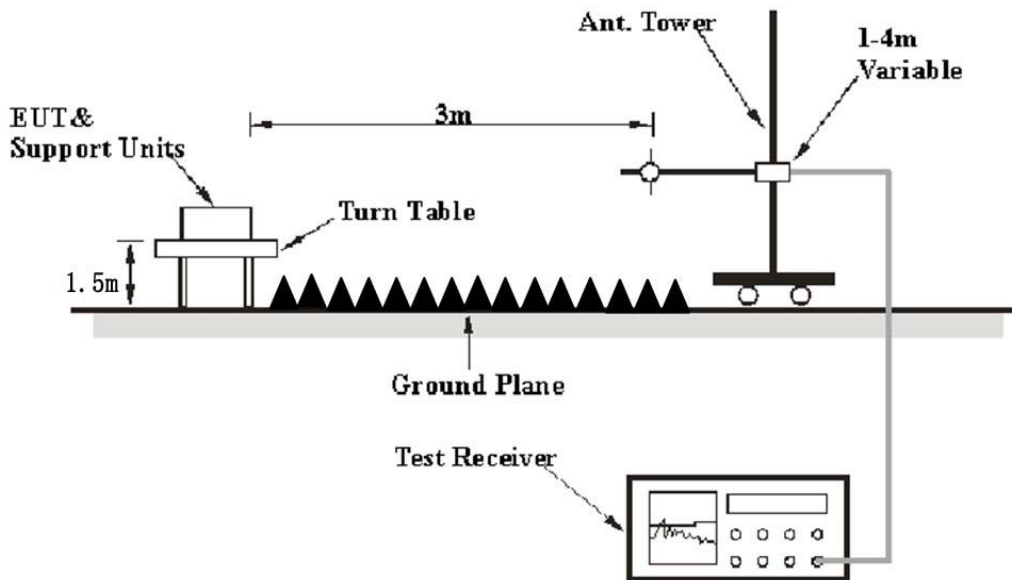 Ant. Tower
1-4m
Variable
EUT&
Support Units
3m
Turn Table
1.5m
Ground Plane
Test Receiver